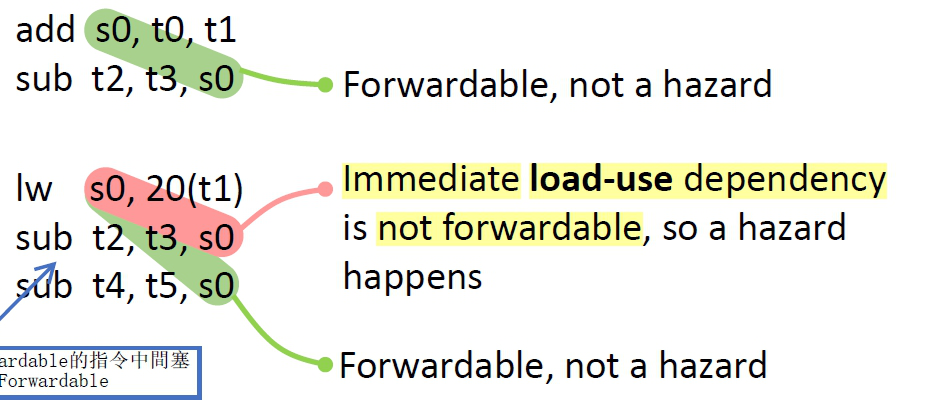 add s0, t0, t1
sub t2, t3, s0
Forwardable, not a hazard
lw s0, 20(t1)
sub t2, t3, s0
sub t4, t5, s0
Immediate load-use dependency
is not forwardable, so a hazard
happens
ardable的指令中間塞
Forwardable
Forwardable, not a hazard